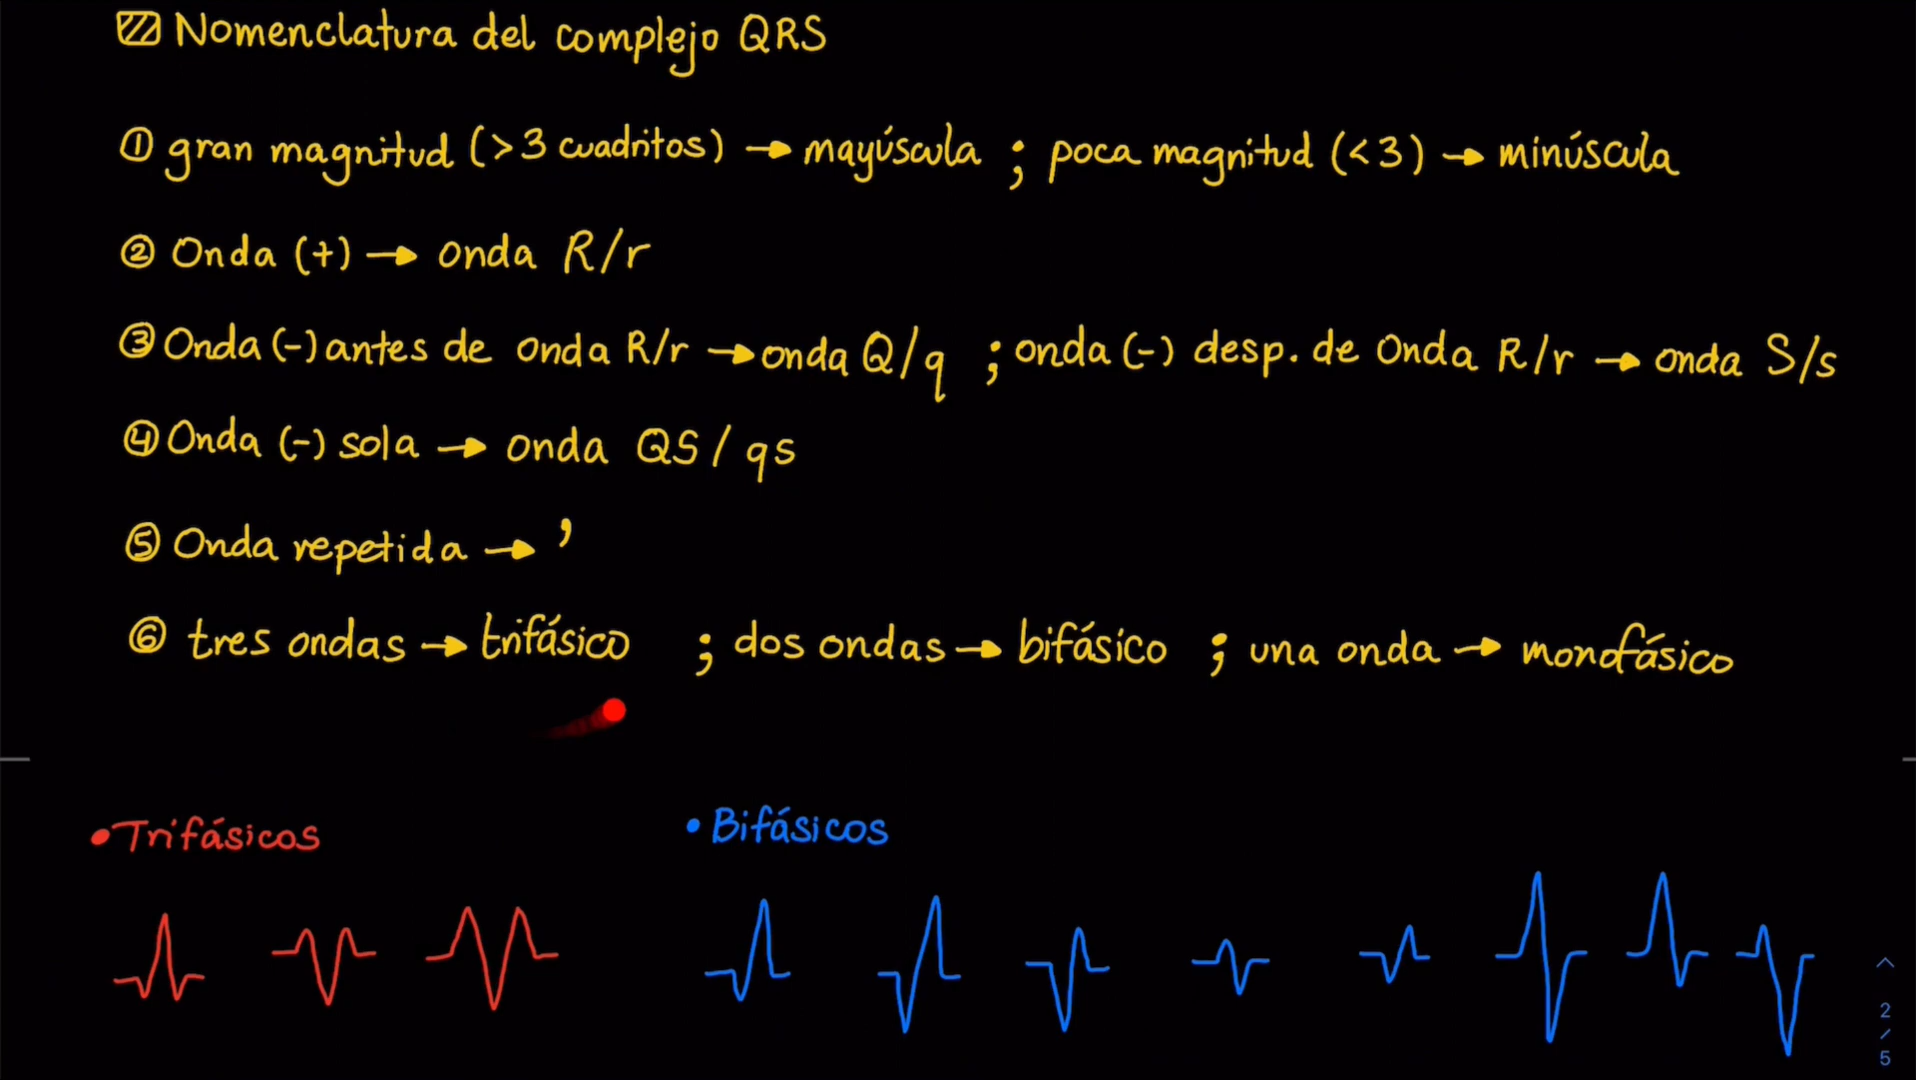 Nomenclatura del complejo QRS
① gran magnitud (>3 cuadritos) → mayúscula ; poca magnitud (<3) → minúscula
② Onda (+) → onda R/r
③ Onda (-) antes de onda R/r → onda Q/q ; onda (-) desp. de Onda R/r → onda S/s
④ Onda (-) sola → onda QS / qs
⑤ Onda repetida → ’
⑥ tres ondas → trifásico ; dos ondas → bifásico ; una onda → monofásico
• Trifásicos
• Bifásicos
2
/
5